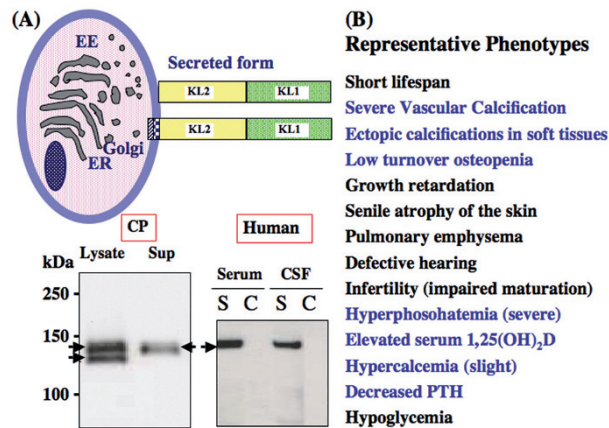 (A)
EE
Golgi
ER
Secreted form
KL2 KL1
KL2 KL1
CP
Lysate Sup
kDa
250
150
100
Human
Serum CSF
S C S C
(B)
Representative Phenotypes
Short lifespan
Severe Vascular Calcification
Ectopic calcifications in soft tissues
Low turnover osteopenia
Growth retardation
Senile atrophy of the skin
Pulmonary emphysema
Defective hearing
Infertility (impaired maturation)
Hyperphosohatemia (severe)
Elevated serum 1,25(OH)₂D
Hypercalcemia (slight)
Decreased PTH
Hypoglycemia